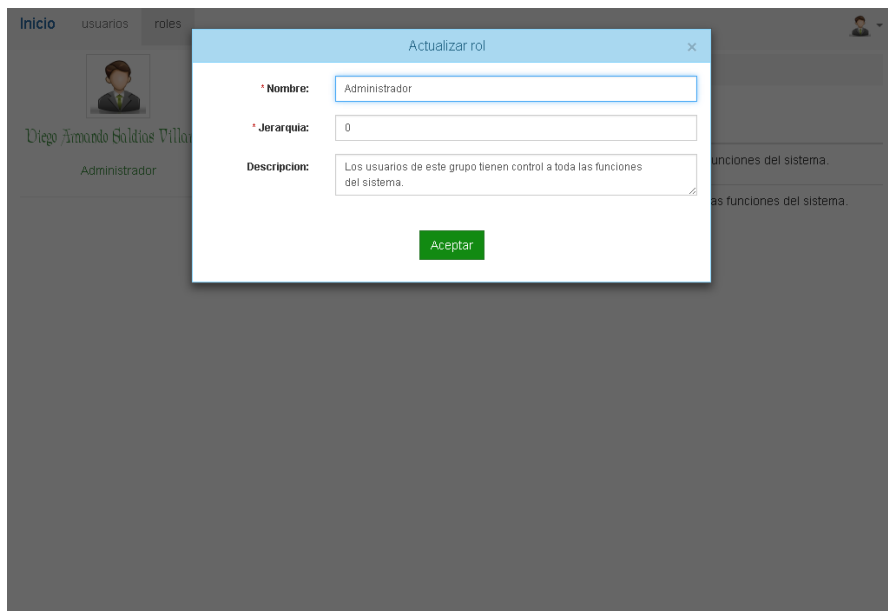 Inicio usuarios roles
Actualizar rol ×
* Nombre: Administrador
* Jerarquia: 0
Descripcion: Los usuarios de este grupo tienen control a toda las funciones
del sistema.
Aceptar
Diego Armando Saldias Villa
Administrador
unciones del sistema.
as funciones del sistema.